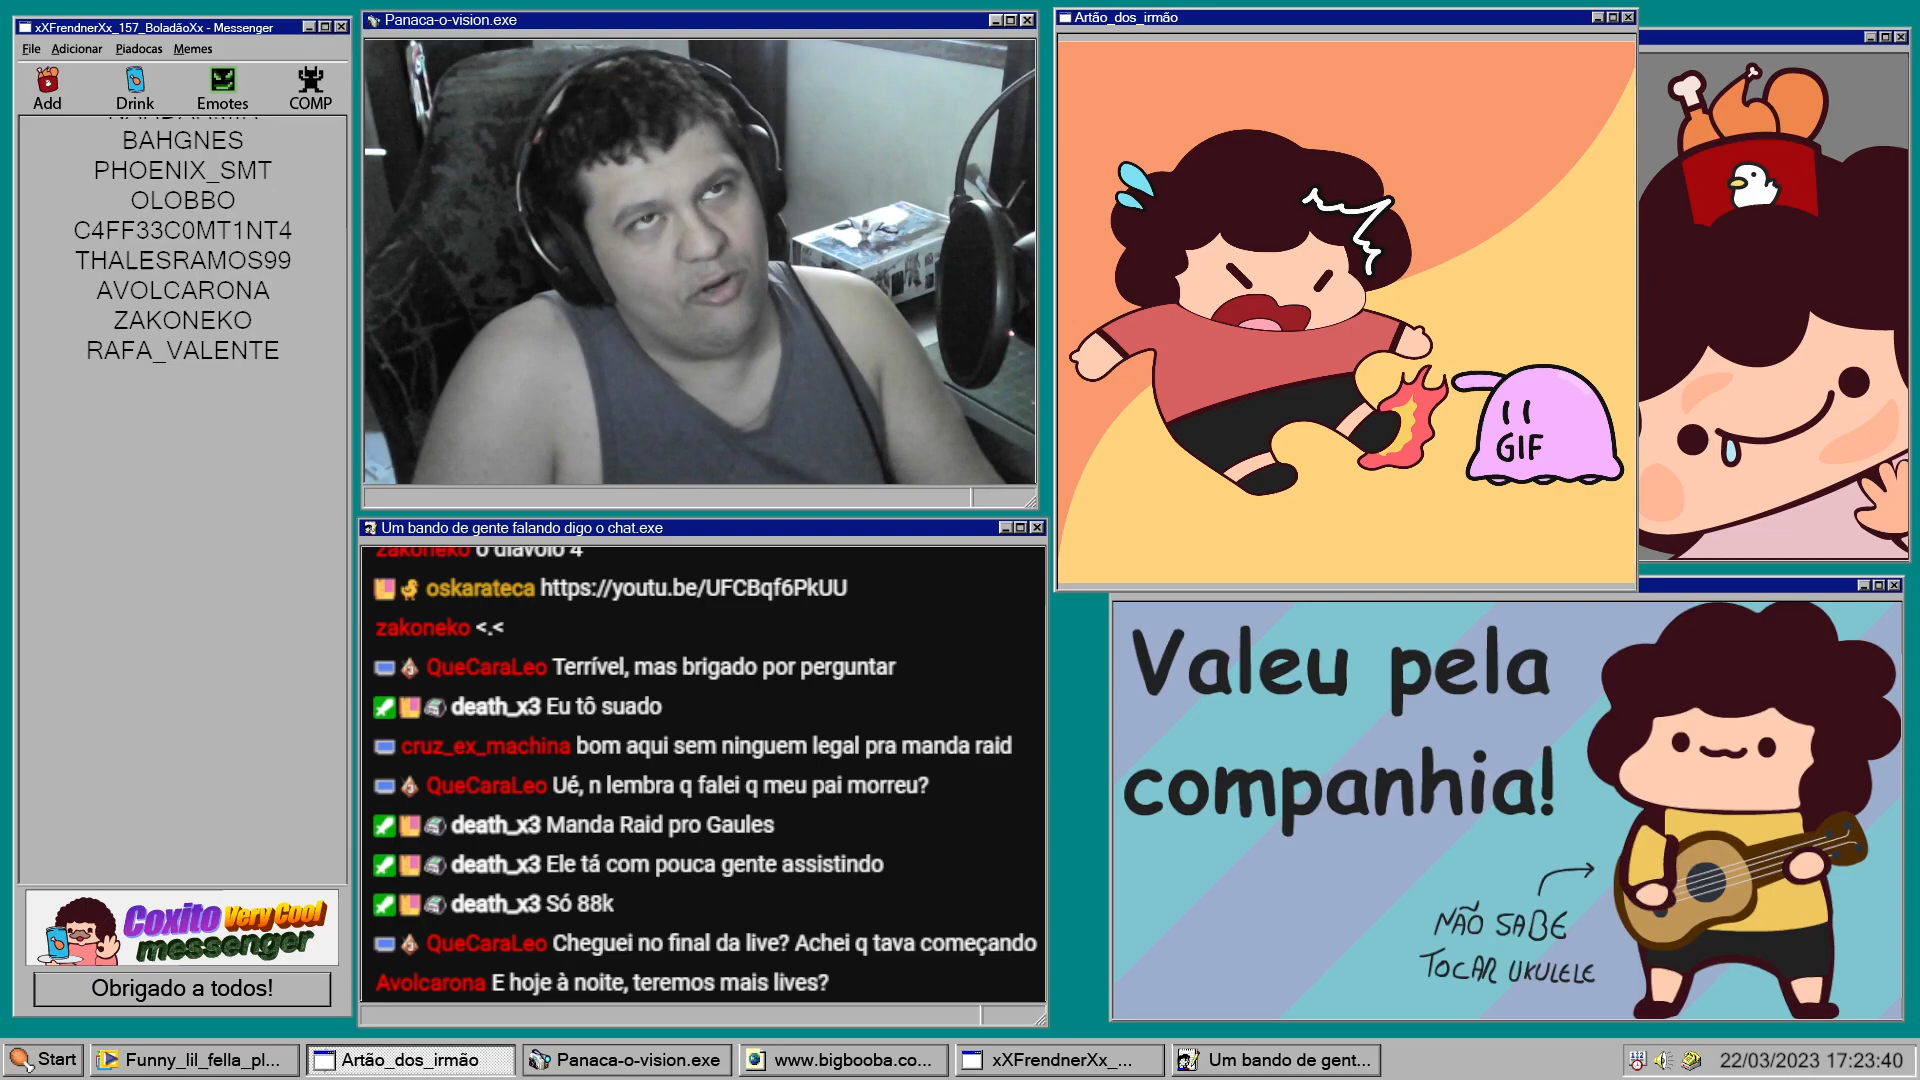 xXFrendnerXx_157_BoladãoXx - Messenger
File Adicionar Piadocas Memes
Add Drink Emotes COMP
BAHGNES
PHOENIX_SMT
OLOBBO
C4FF33C0MT1NT4
THALESRAMOS99
AVOLCARONA
ZAKONEKO
RAFA_VALENTE
Coxito Very Cool
messenger
Obrigado a todos!
Panaca-o-vision.exe
Um bando de gente falando digo o chat.exe
zakoneko o diavolo 4
oskarateca https://youtu.be/UFCBqf6PkUU
zakoneko <.<
QueCaraLeo Terrível, mas brigado por perguntar
death_x3 Eu tô suado
cruz_ex_machina bom aqui sem ninguem legal pra manda raid
QueCaraLeo Ué, n lembra q falei q meu pai morreu?
death_x3 Manda Raid pro Gaules
death_x3 Ele tá com pouca gente assistindo
death_x3 Só 88k
QueCaraLeo Cheguei no final da live? Achei q tava começando
Avolcarona E hoje à noite, teremos mais lives?
Artão_dos_irmão
GIF
Valeu pela
companhia!
NÃO SABE
TOCAR UKULELE
Start Funny_lil_fella_pl... Artão_dos_irmão Panaca-o-vision.exe www.bigbooba.co... xXFrendnerXx_... Um bando de gent... 22/03/2023 17:23:40